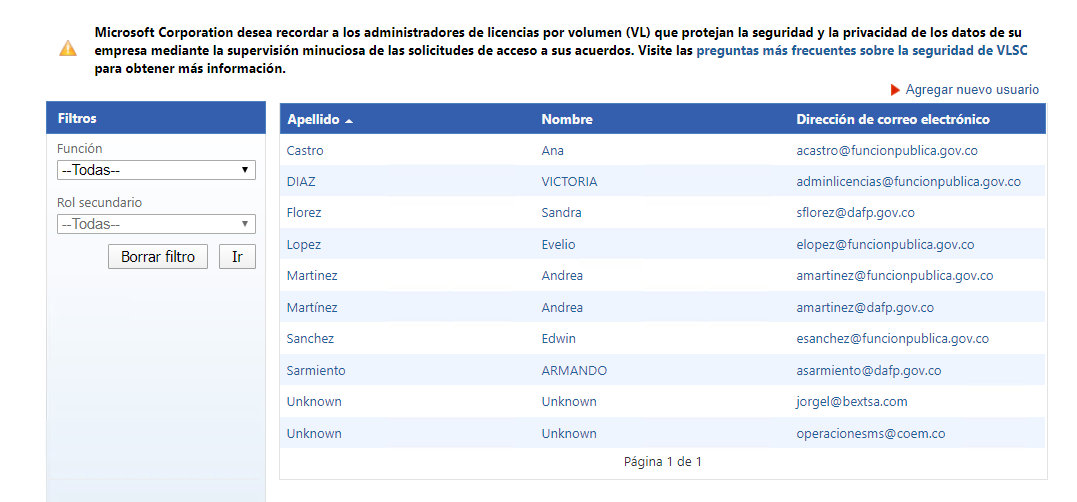 Microsoft Corporation desea recordar a los administradores de licencias por volumen (VL) que protejan la seguridad y la privacidad de los datos de su
empresa mediante la supervisión minuciosa de las solicitudes de acceso a sus acuerdos. Visite las preguntas más frecuentes sobre la seguridad de VLSC
para obtener más información.
Agregar nuevo usuario
Filtros
Función
--Todas--
Rol secundario
--Todas--
Borrar filtro Ir
Apellido Nombre Dirección de correo electrónico
Castro Ana acastro@funcionpublica.gov.co
DIAZ VICTORIA adminlicencias@funcionpublica.gov.co
Florez Sandra sflorez@dafp.gov.co
Lopez Evelio elopez@funcionpublica.gov.co
Martinez Andrea amartinez@funcionpublica.gov.co
Martínez Andrea amartinez@dafp.gov.co
Sanchez Edwin esanchez@funcionpublica.gov.co
Sarmiento ARMANDO asarmiento@dafp.gov.co
Unknown Unknown jorgel@bextsa.com
Unknown Unknown operacionesms@coem.co
Página 1 de 1